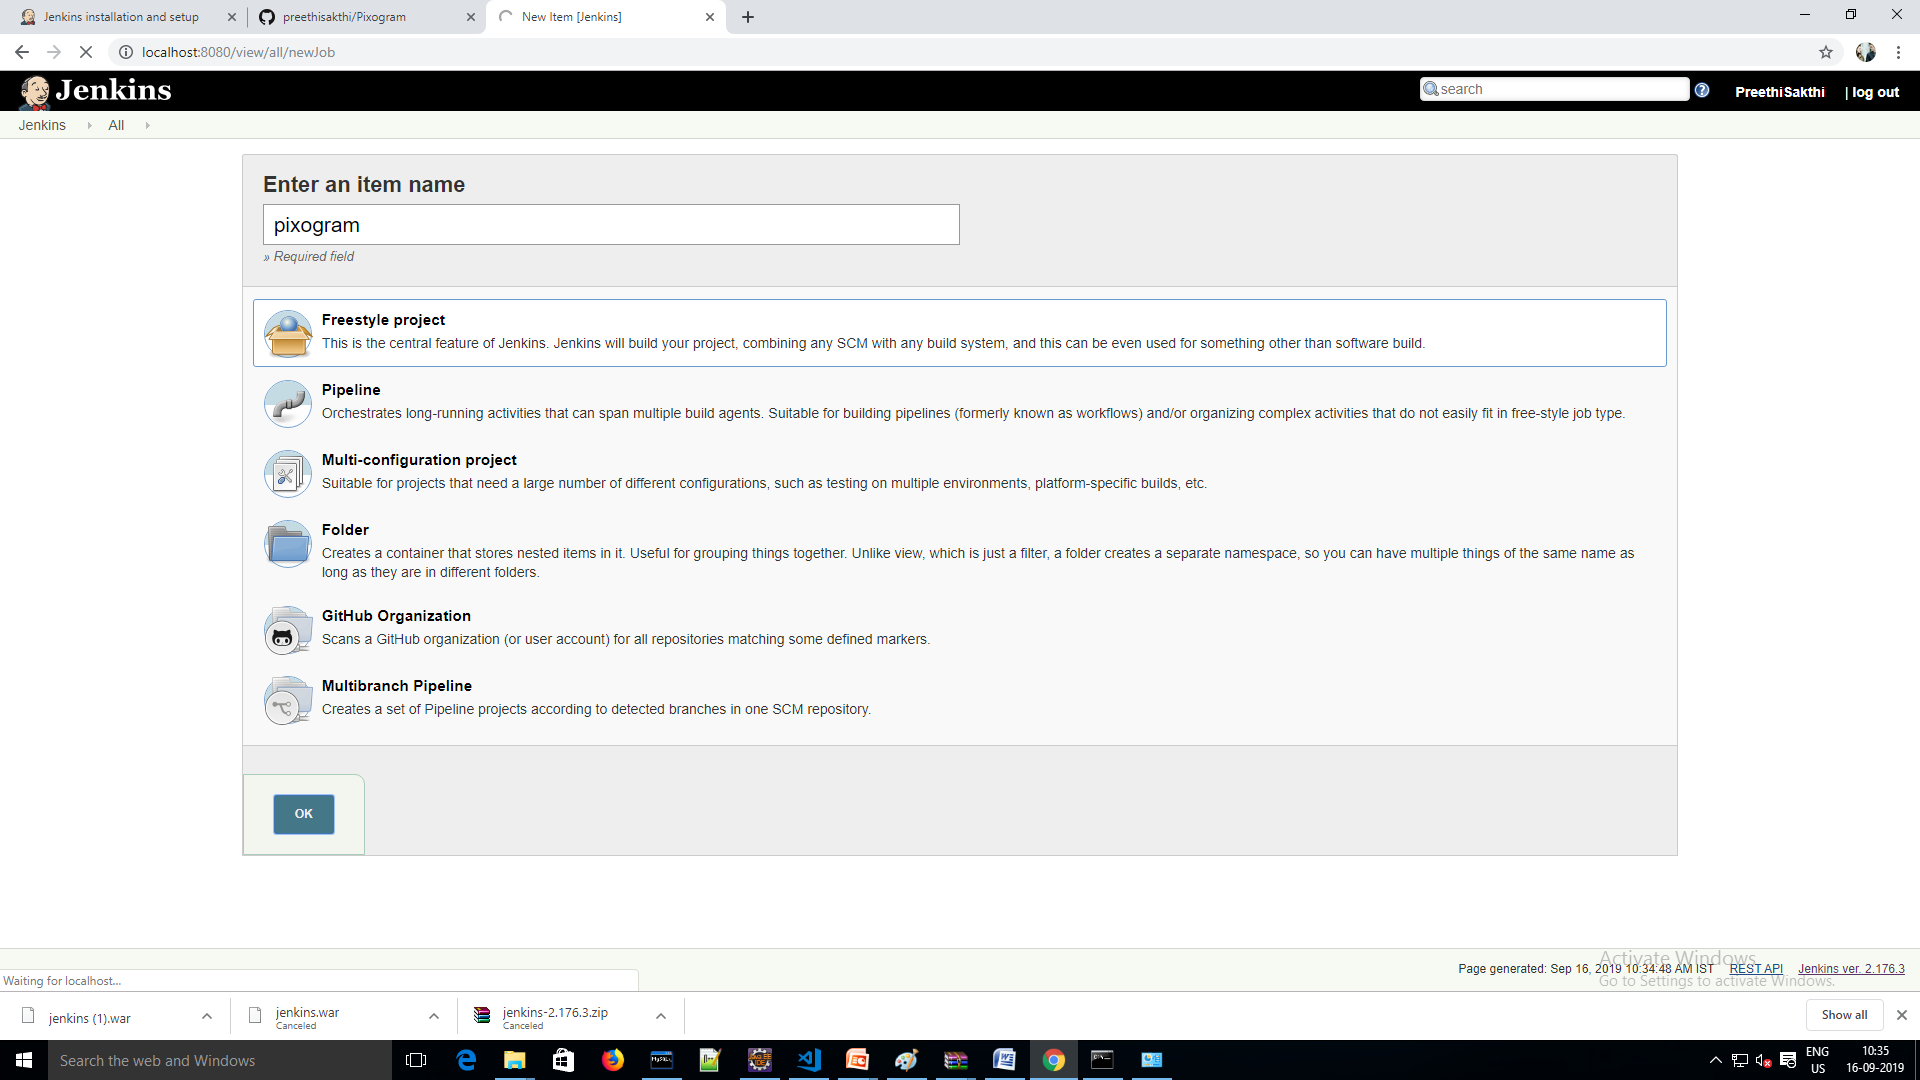 Jenkins installation and setup
preethisakthi/Pixogram
New Item [Jenkins]
localhost:8080/view/all/newJob
Jenkins
search
PreethiSakthi
| log out
Jenkins
All
Enter an item name
pixogram
» Required field
Freestyle project
This is the central feature of Jenkins. Jenkins will build your project, combining any SCM with any build system, and this can be even used for something other than software build.
Pipeline
Orchestrates long-running activities that can span multiple build agents. Suitable for building pipelines (formerly known as workflows) and/or organizing complex activities that do not easily fit in free-style job type.
Multi-configuration project
Suitable for projects that need a large number of different configurations, such as testing on multiple environments, platform-specific builds, etc.
Folder
Creates a container that stores nested items in it. Useful for grouping things together. Unlike view, which is just a filter, a folder creates a separate namespace, so you can have multiple things of the same name as
long as they are in different folders.
GitHub Organization
Scans a GitHub organization (or user account) for all repositories matching some defined markers.
Multibranch Pipeline
Creates a set of Pipeline projects according to detected branches in one SCM repository.
OK
Activate Windows
Go to Settings to activate Windows.
Page generated: Sep 16, 2019 10:34:48 AM IST
REST API
Jenkins ver. 2.176.3
Waiting for localhost...
jenkins (1).war
jenkins.war
Canceled
jenkins-2.176.3.zip
Canceled
Show all
Search the web and Windows
ENG
US
10:35
16-09-2019